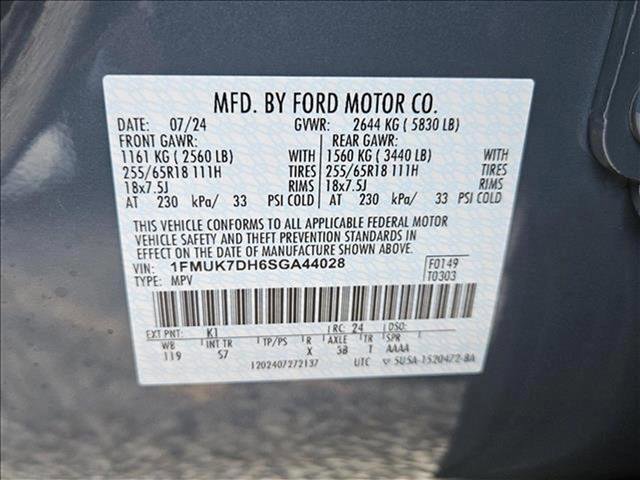 MFD. BY FORD MOTOR CO.
DATE: 07/24 GVWR: 2644 KG ( 5830 LB)
FRONT GAWR: REAR GAWR:
1161 KG ( 2560 LB) WITH 1560 KG ( 3440 LB) WITH
255/65R18 111H TIRES 255/65R18 111H TIRES
18x7.5J RIMS 18x7.5J RIMS
AT 230 kPa/ 33 PSI COLD AT 230 kPa/ 33 PSI COLD
THIS VEHICLE CONFORMS TO ALL APPLICABLE FEDERAL MOTOR
VEHICLE SAFETY AND THEFT PREVENTION STANDARDS IN
EFFECT ON THE DATE OF MANUFACTURE SHOWN ABOVE.
VIN: 1FMUK7DH6SGA44028 F0149
TYPE: MPV T0303
EXT PNT: K1 RC: 24 DSO:
WB INT TR TP/PS R AXLE TR SPR
119 S7 X 5B T AAAA
1202407272137 UTC 5U5A-1520472-BA